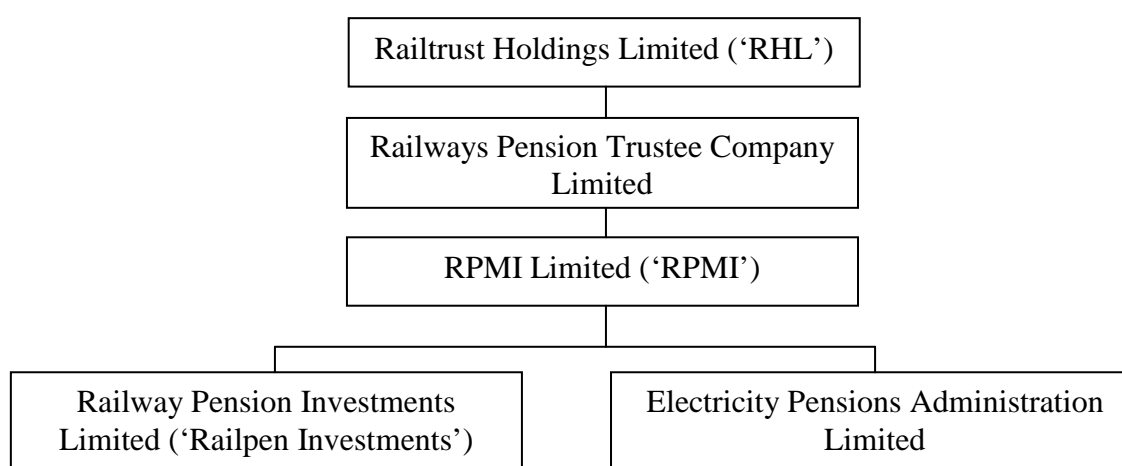 Railtrust Holdings Limited (‘RHL’)
Railways Pension Trustee Company
Limited
RPMI Limited (‘RPMI’)
Railway Pension Investments
Limited (‘Railpen Investments’)
Electricity Pensions Administration
Limited